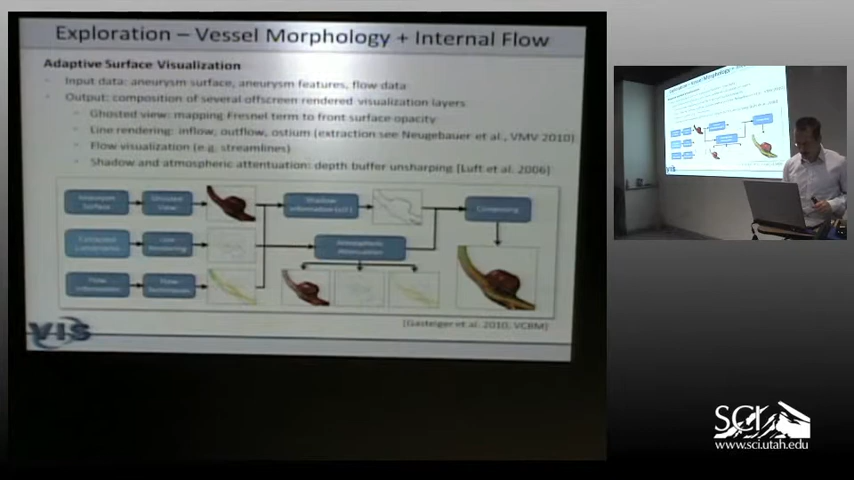 Exploration – Vessel Morphology + Internal Flow
Adaptive Surface Visualization
- Input data: aneurysm surface, aneurysm features, flow data
- Output: composition of several offscreen rendered visualization layers
- Ghosted view: mapping Fresnel term to front surface opacity
- Line rendering: inflow, outflow, ostium (extraction see Neugebauer et al., VMV 2010)
- Flow visualization (e.g. streamlines)
- Shadow and atmospheric attentuation: depth buffer unsharping [Luft et al. 2006]
Aneurysm Surface
Ghosted View
Shadow
Compositing
Line Rendering
Atmospheric Attenuation
Flow Information
Flow
[Gasteiger et al. 2010, VCBM]
VIS
SCI
www.sci.utah.edu